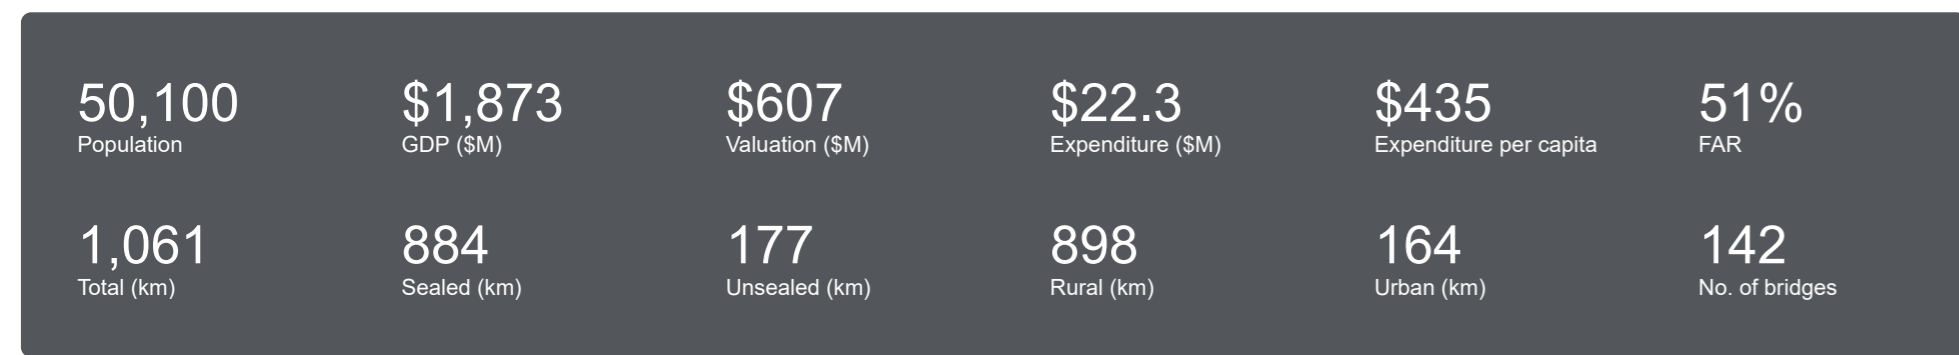 50,100 $1,873 $607 $22.3 $435 51%
Population GDP ($M) Valuation ($M) Expenditure ($M) Expenditure per capita FAR
1,061 884 177 898 164 142
Total (km) Sealed (km) Unsealed (km) Rural (km) Urban (km) No. of bridges